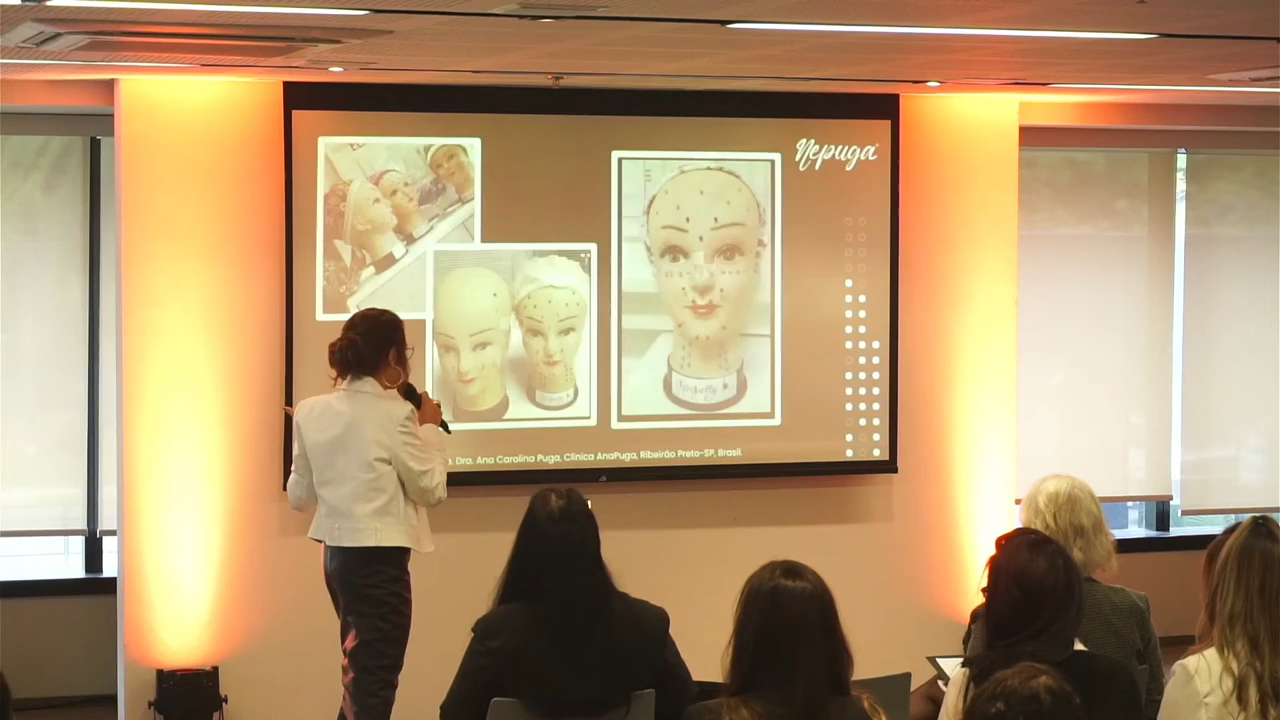 Nepuga
. Dra. Ana Carolina Puga, Clínica AnaPuga, Ribeirão Preto-SP, Brasil.